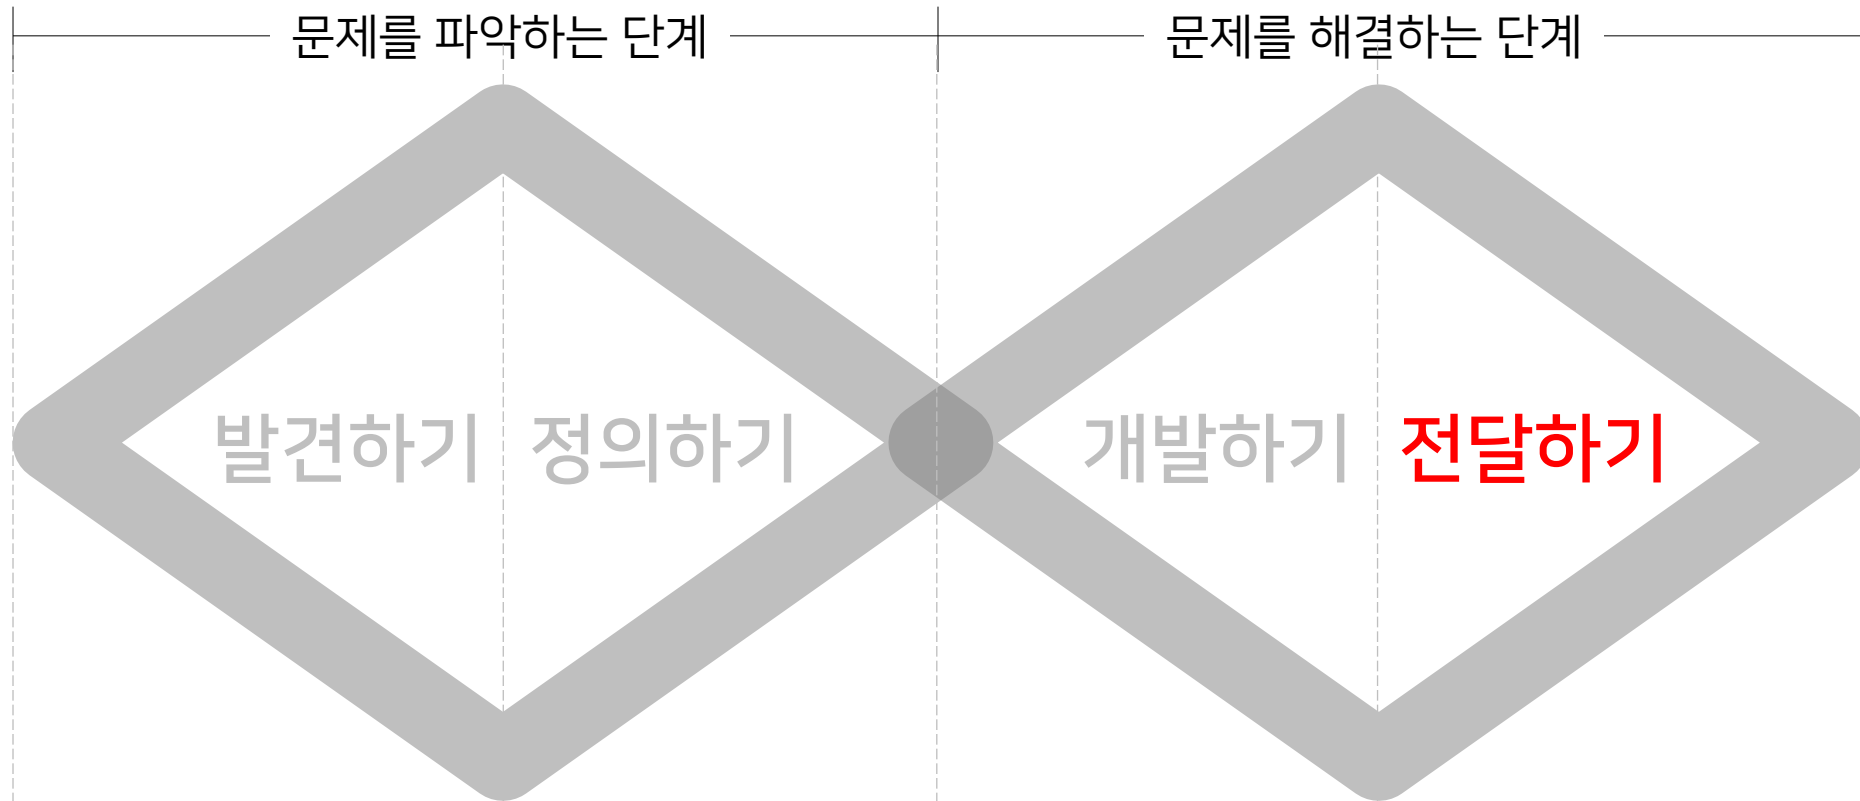 문제를 파악하는 단계
문제를 해결하는 단계
발견하기
정의하기
개발하기
전달하기